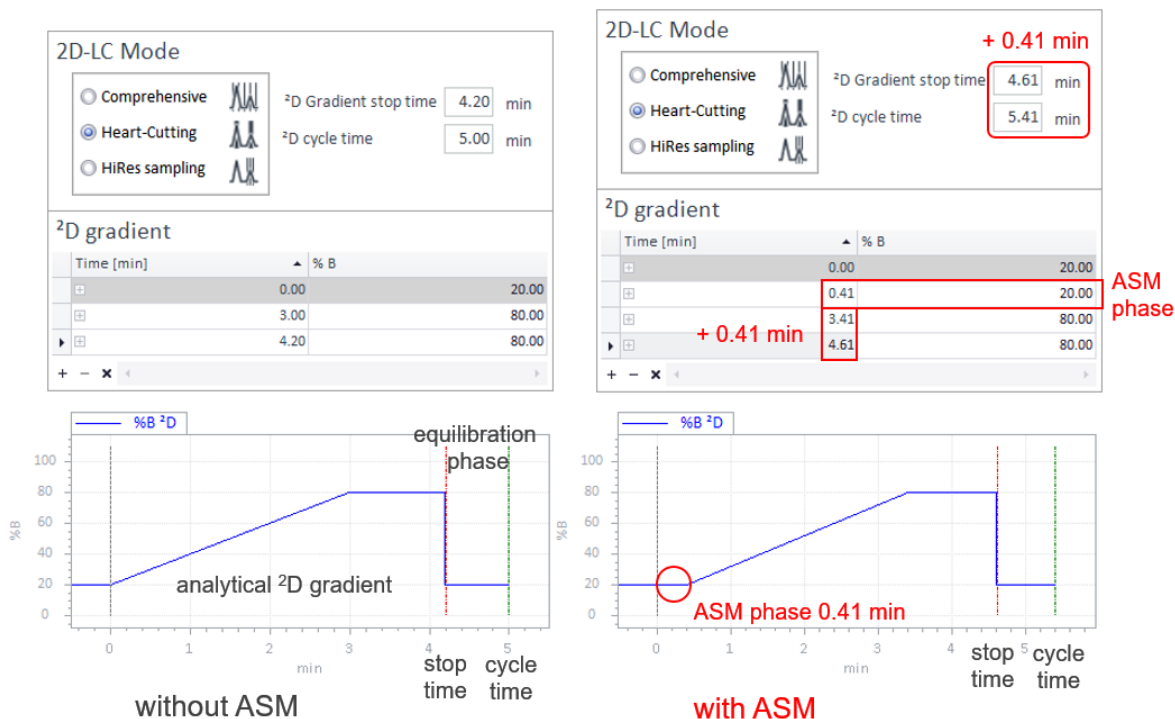 2D-LC Mode
Comprehensive
Heart-Cutting
HiRes sampling
²D Gradient stop time 4.20 min
²D cycle time 5.00 min
²D gradient
Time [min] % B
0.00 20.00
3.00 80.00
4.20 80.00
%B ²D
equilibration
phase
100
80
60
40
20
0
%B
analytical ²D gradient
0 1 2 3 4 5
min
stop
time
cycle
time
without ASM
2D-LC Mode
+ 0.41 min
Comprehensive
Heart-Cutting
HiRes sampling
²D Gradient stop time 4.61 min
²D cycle time 5.41 min
²D gradient
Time [min] % B
0.00 20.00
0.41 20.00
3.41 80.00
4.61 80.00
ASM
phase
+ 0.41 min
%B ²D
100
80
60
40
20
0
%B
ASM phase 0.41 min
0 1 2 3 4 5
min
stop
time
cycle
time
with ASM